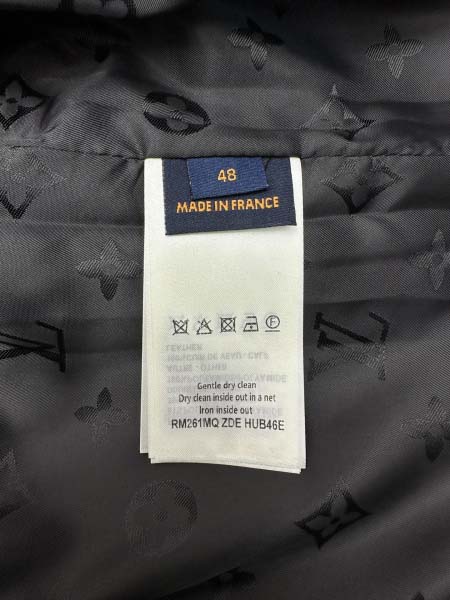 48
MADE IN FRANCE
Gentle dry clean
Dry clean inside out in a net
Iron inside out
RM261MQ ZDE HUB46E